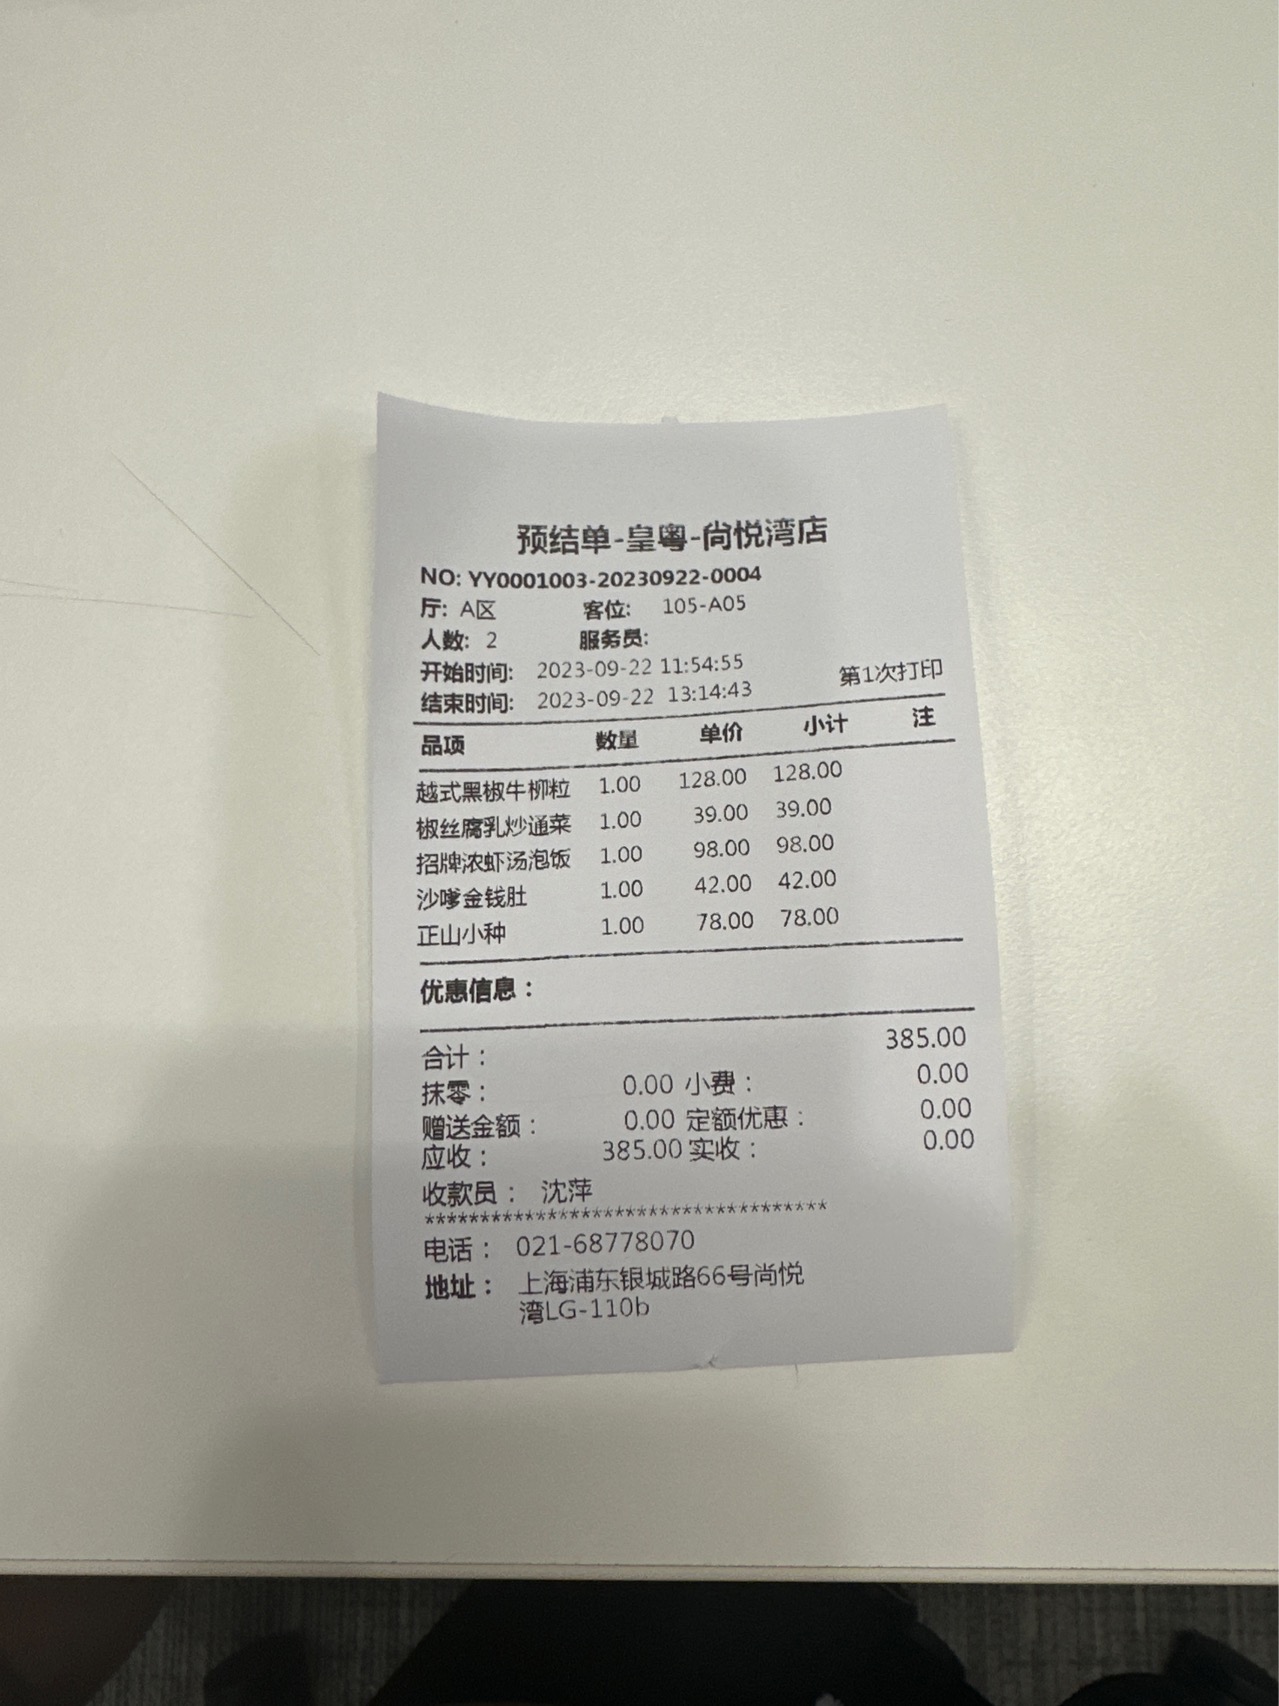 预结单-皇粤-尚悦湾店
NO: YY0001003-20230922-0004
厅: A区 客位: 105-A05
人数: 2 服务员:
开始时间: 2023-09-22 11:54:55
结束时间: 2023-09-22 13:14:43 第1次打印
品项 数量 单价 小计 注
越式黑椒牛柳粒 1.00 128.00 128.00
椒丝腐乳炒通菜 1.00 39.00 39.00
招牌浓虾汤泡饭 1.00 98.00 98.00
沙嗲金钱肚 1.00 42.00 42.00
正山小种 1.00 78.00 78.00
优惠信息：
合计： 385.00
抹零： 0.00 小费： 0.00
赠送金额： 0.00 定额优惠： 0.00
应收： 385.00 实收： 0.00
收款员： 沈萍
*************************************
电话： 021-68778070
地址： 上海浦东银城路66号尚悦
湾LG-110b